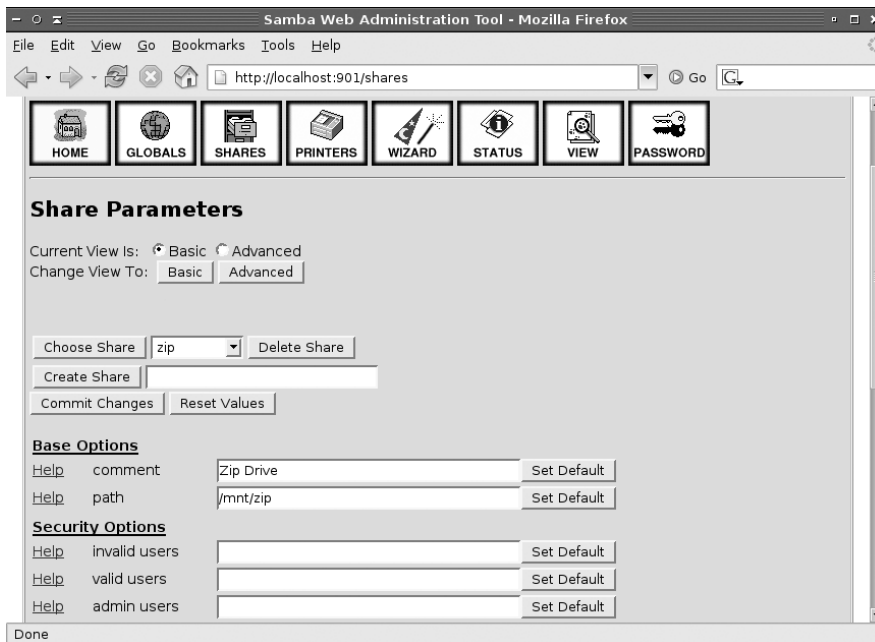 Samba Web Administration Tool - Mozilla Firefox
File Edit View Go Bookmarks Tools Help
http://localhost:901/shares Go G
HOME GLOBALS SHARES PRINTERS WIZARD STATUS VIEW PASSWORD
Share Parameters
Current View Is: Basic Advanced
Change View To: Basic Advanced
Choose Share zip Delete Share
Create Share
Commit Changes Reset Values
Base Options
Help comment Zip Drive Set Default
Help path /mnt/zip Set Default
Security Options
Help invalid users Set Default
Help valid users Set Default
Help admin users Set Default
Done